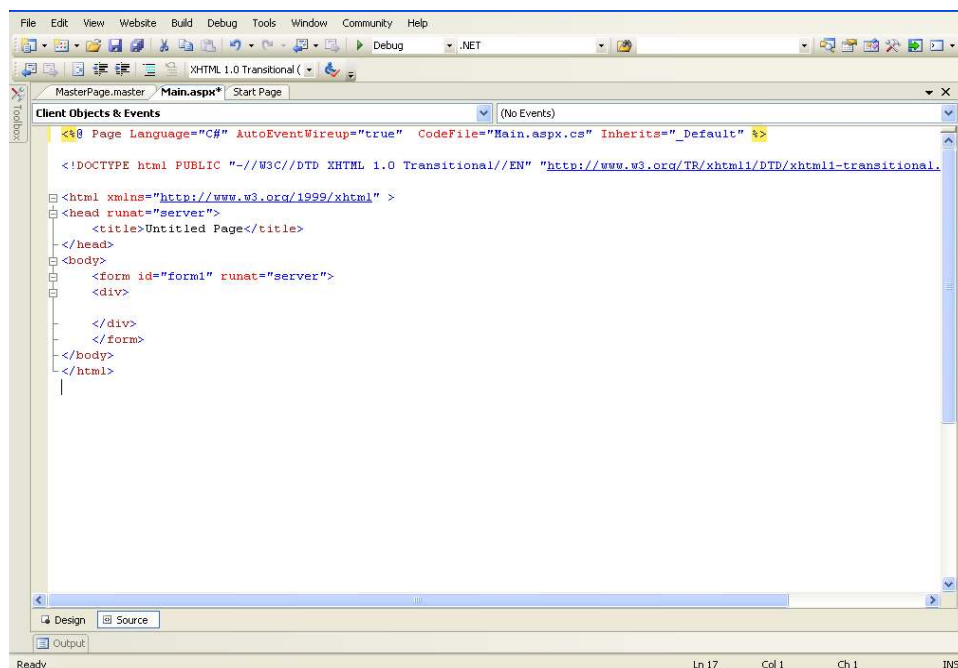 File Edit View Website Build Debug Tools Window Community Help
Debug .NET
XHTML 1.0 Transitional (
Toolbox
MasterPage.master Main.aspx* Start Page
Client Objects & Events (No Events)
<%@ Page Language="C#" AutoEventWireup="true" CodeFile="Main.aspx.cs" Inherits="_Default" %>
<!DOCTYPE html PUBLIC "-//W3C//DTD XHTML 1.0 Transitional//EN" "http://www.w3.org/TR/xhtml1/DTD/xhtml1-transitional.
<html xmlns="http://www.w3.org/1999/xhtml" >
<head runat="server">
<title>Untitled Page</title>
</head>
<body>
<form id="form1" runat="server">
<div>
</div>
</form>
</body>
</html>
Design Source
Output
Ready Ln 17 Col 1 Ch 1 INS